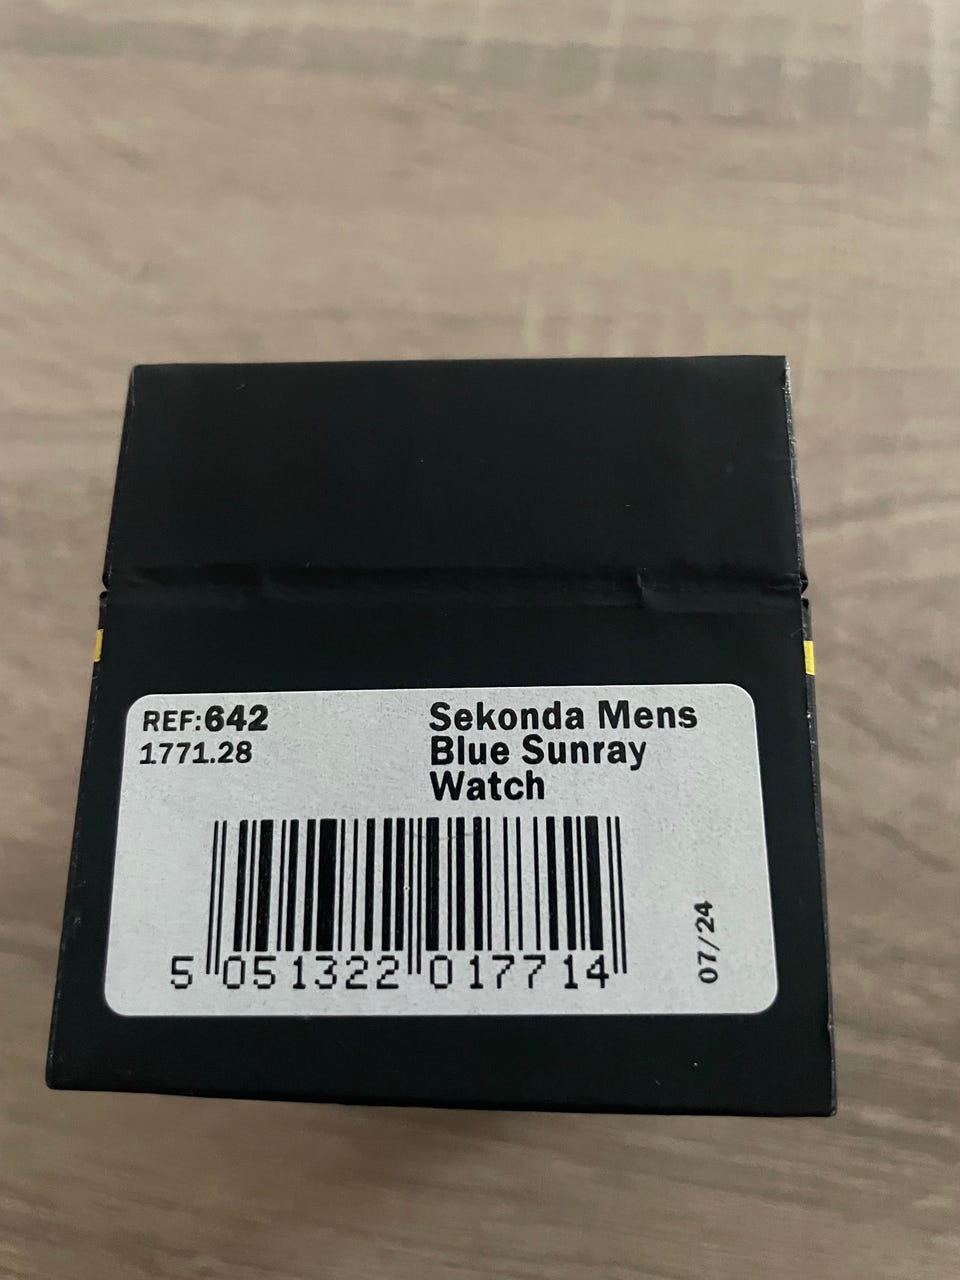 REF:642
1771.28
Sekonda Mens
Blue Sunray
Watch
5 051322 017714
07/24